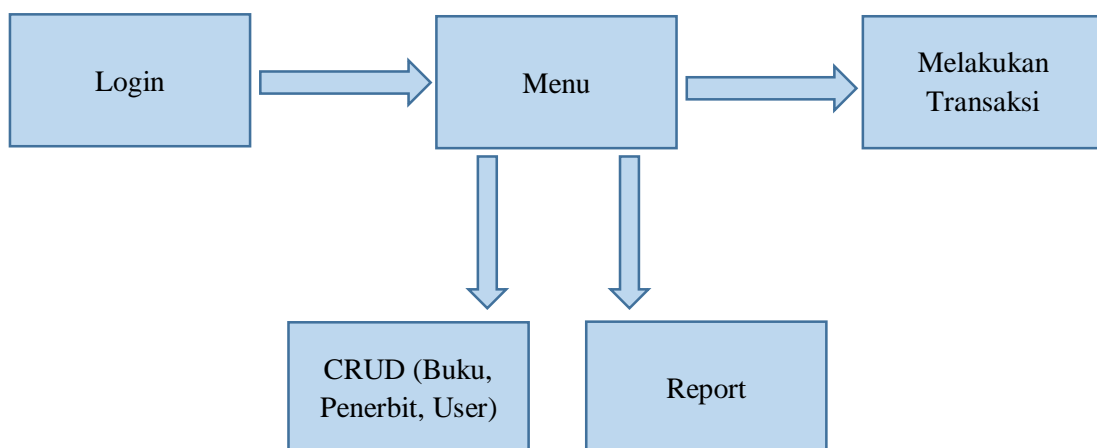 Login
Menu
Melakukan
Transaksi
CRUD (Buku,
Penerbit, User)
Report